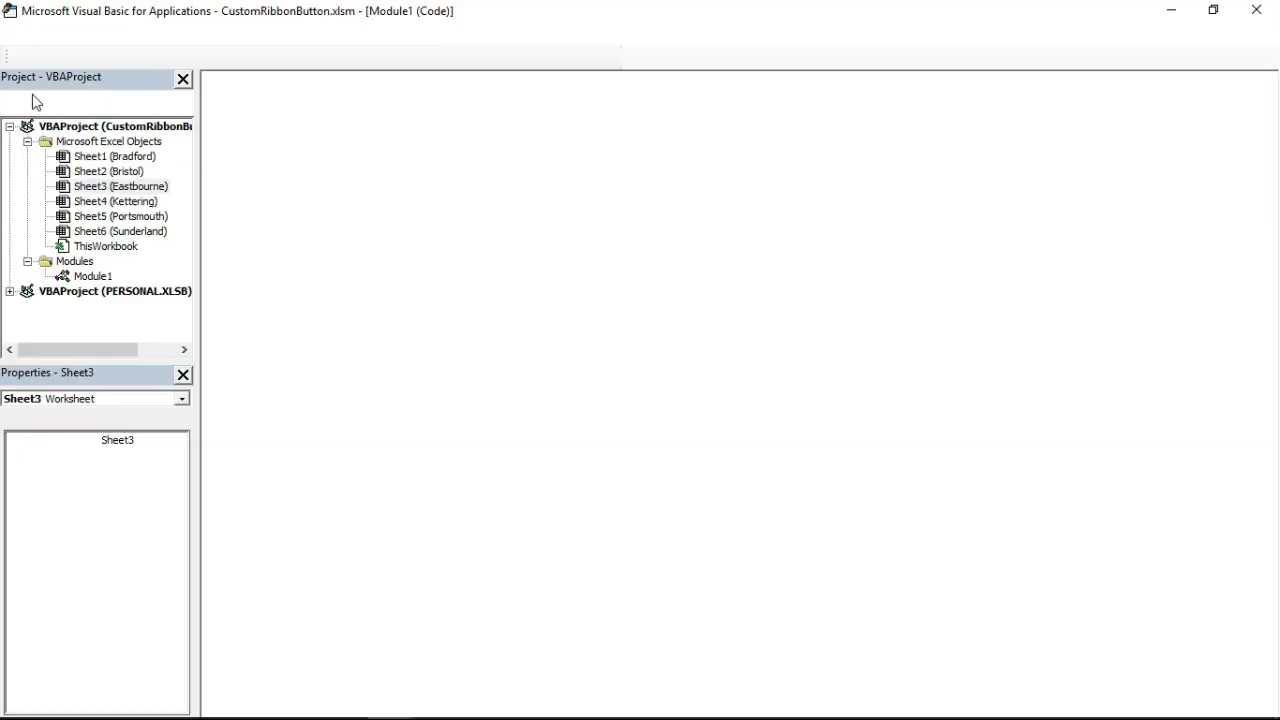 Microsoft Visual Basic for Applications - CustomRibbonButton.xlsm - [Module1 (Code)]
Project - VBAProject
VBAProject (CustomRibbonBu
Microsoft Excel Objects
Sheet1 (Bradford)
Sheet2 (Bristol)
Sheet3 (Eastbourne)
Sheet4 (Kettering)
Sheet5 (Portsmouth)
Sheet6 (Sunderland)
ThisWorkbook
Modules
Module1
VBAProject (PERSONAL.XLSB)
Properties - Sheet3
Sheet3 Worksheet
Sheet3